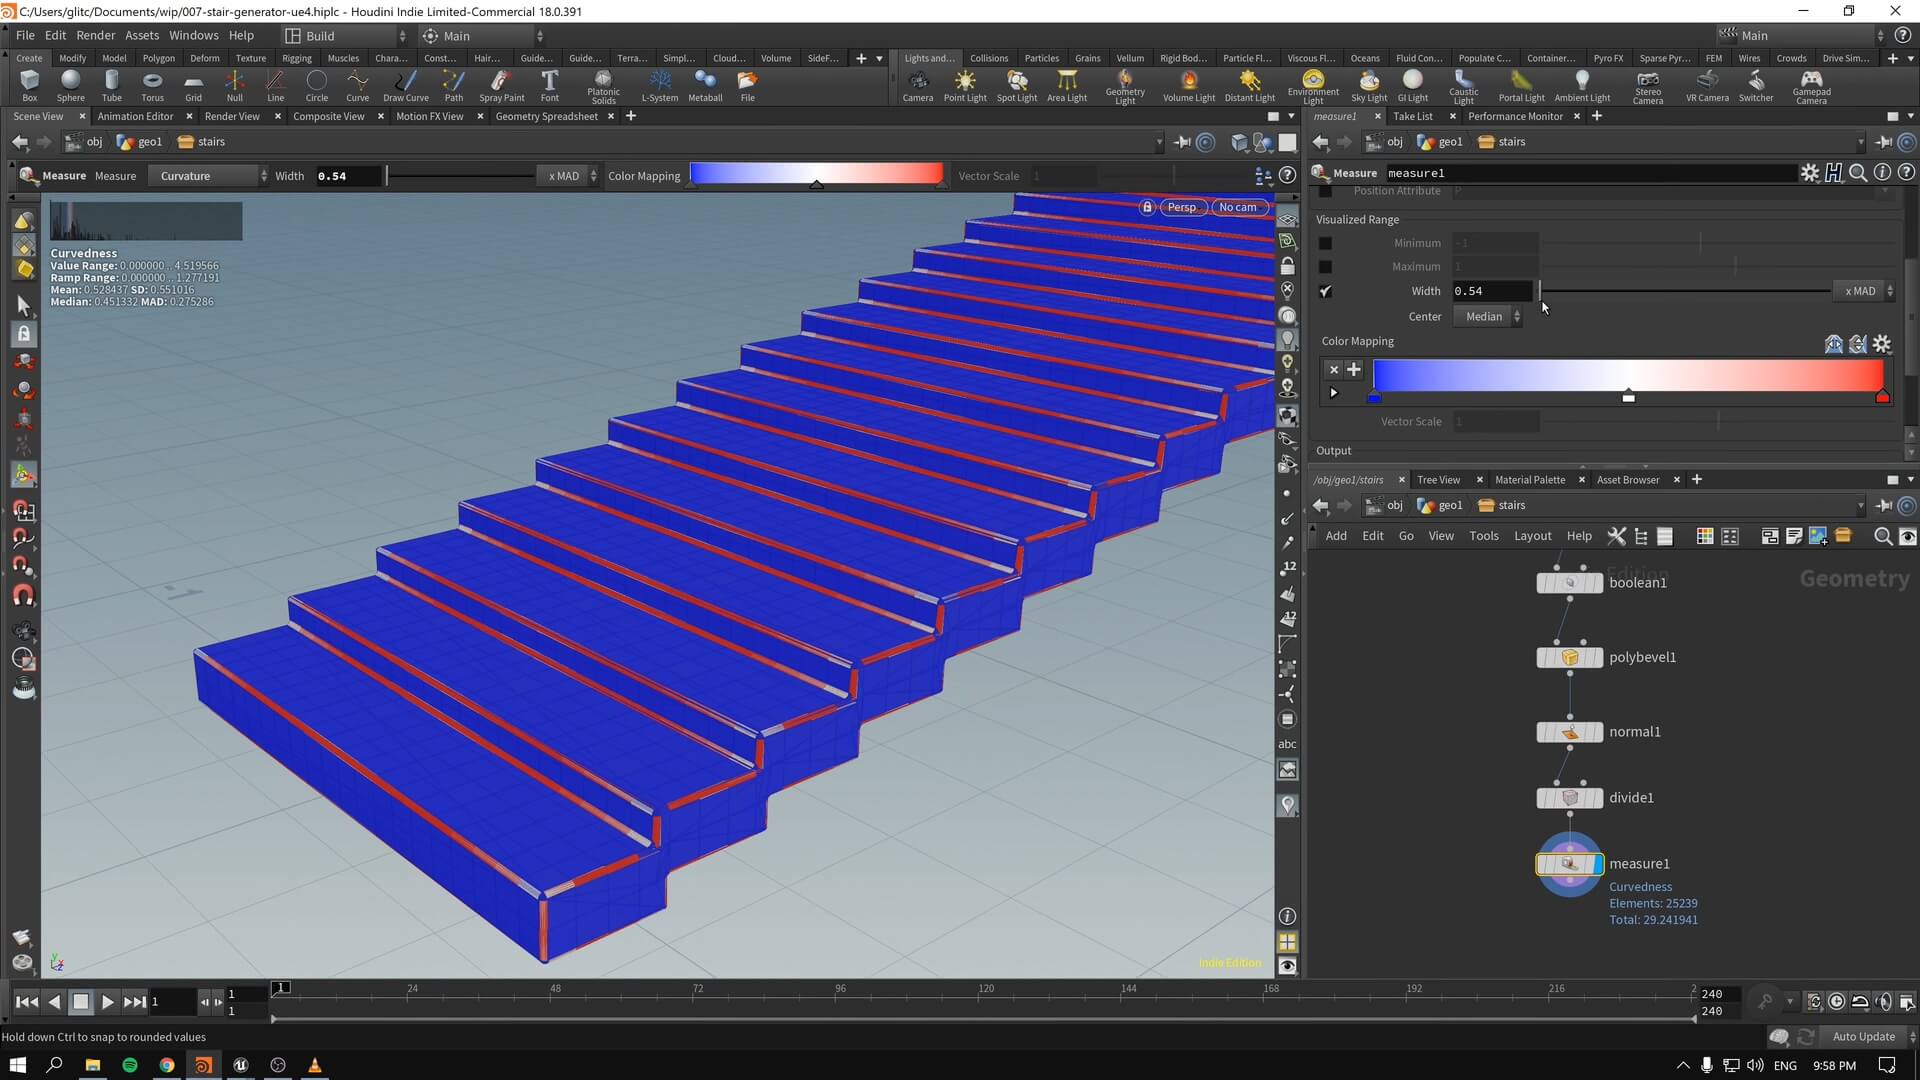 C:/Users/glitc/Documents/wip/007-stair-generator-ue4.hiplc - Houdini Indie Limited-Commercial 18.0.391
File Edit Render Assets Windows Help Build Main Main
Create Modify Model Polygon Deform Texture Rigging Muscles Chara... Const... Hair... Guide... Guide... Terra... Simpl... Cloud... Volume SideF...
Lights and... Collisions Particles Grains Vellum Rigid Bod... Particle Fl... Viscous Fl... Oceans Fluid Con... Populate C... Container... Pyro FX Sparse Pyr... FEM Wires Crowds Drive Sim...
Box Sphere Tube Torus Grid Null Line Circle Curve Draw Curve Path Spray Paint Font Platonic Solids L-System Metaball File
Camera Point Light Spot Light Area Light Geometry Light Volume Light Distant Light Environment Light Sky Light GI Light Caustic Light Portal Light Ambient Light Stereo Camera VR Camera Switcher Gamepad Camera
Scene View Animation Editor Render View Composite View Motion FX View Geometry Spreadsheet
measure1 Take List Performance Monitor
obj geo1 stairs
obj geo1 stairs
Measure Measure Curvature Width 0.54 x MAD Color Mapping Vector Scale 1
Measure measure1
Position Attribute P
Visualized Range
Minimum -1
Maximum 1
Width 0.54 x MAD
Center Median
Color Mapping
Vector Scale 1
Output
Persp No cam
Curvedness
Value Range: 0.000000 .. 4.519566
Ramp Range: 0.000000 .. 1.277191
Mean: 0.528437 SD: 0.551016
Median: 0.451332 MAD: 0.275286
12
12
abc
Indie Edition
/obj/geo1/stairs Tree View Material Palette Asset Browser
obj geo1 stairs
Add Edit Go View Tools Layout Help
Edition
Geometry
boolean1
polybevel1
normal1
divide1
measure1
Curvedness
Elements: 25239
Total: 29.241941
1 1 1 1 24 48 72 96 120 144 168 192 216 2 240
240
Hold down Ctrl to snap to rounded values
Auto Update
ENG 9:58 PM